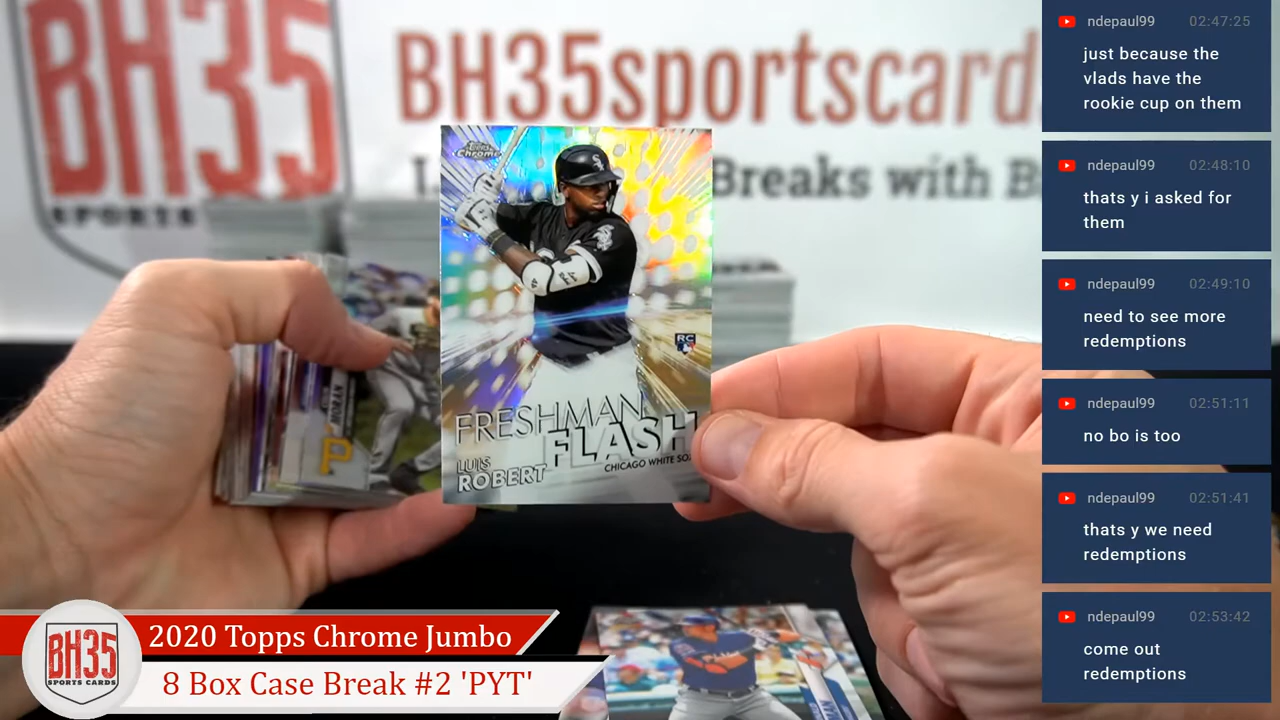 BH35
SPORTS
BH35sportscard
Breaks with B
Topps
Chrome
RC
FRESHMAN
FLASH
LUIS
ROBERT
CHICAGO WHITE SO
P
2020 Topps Chrome Jumbo
8 Box Case Break #2 'PYT'
BH35
SPORTS CARDS
ndepaul99 02:47:25
just because the
vlads have the
rookie cup on them
ndepaul99 02:48:10
thats y i asked for
them
ndepaul99 02:49:10
need to see more
redemptions
ndepaul99 02:51:11
no bo is too
ndepaul99 02:51:41
thats y we need
redemptions
ndepaul99 02:53:42
come out
redemptions